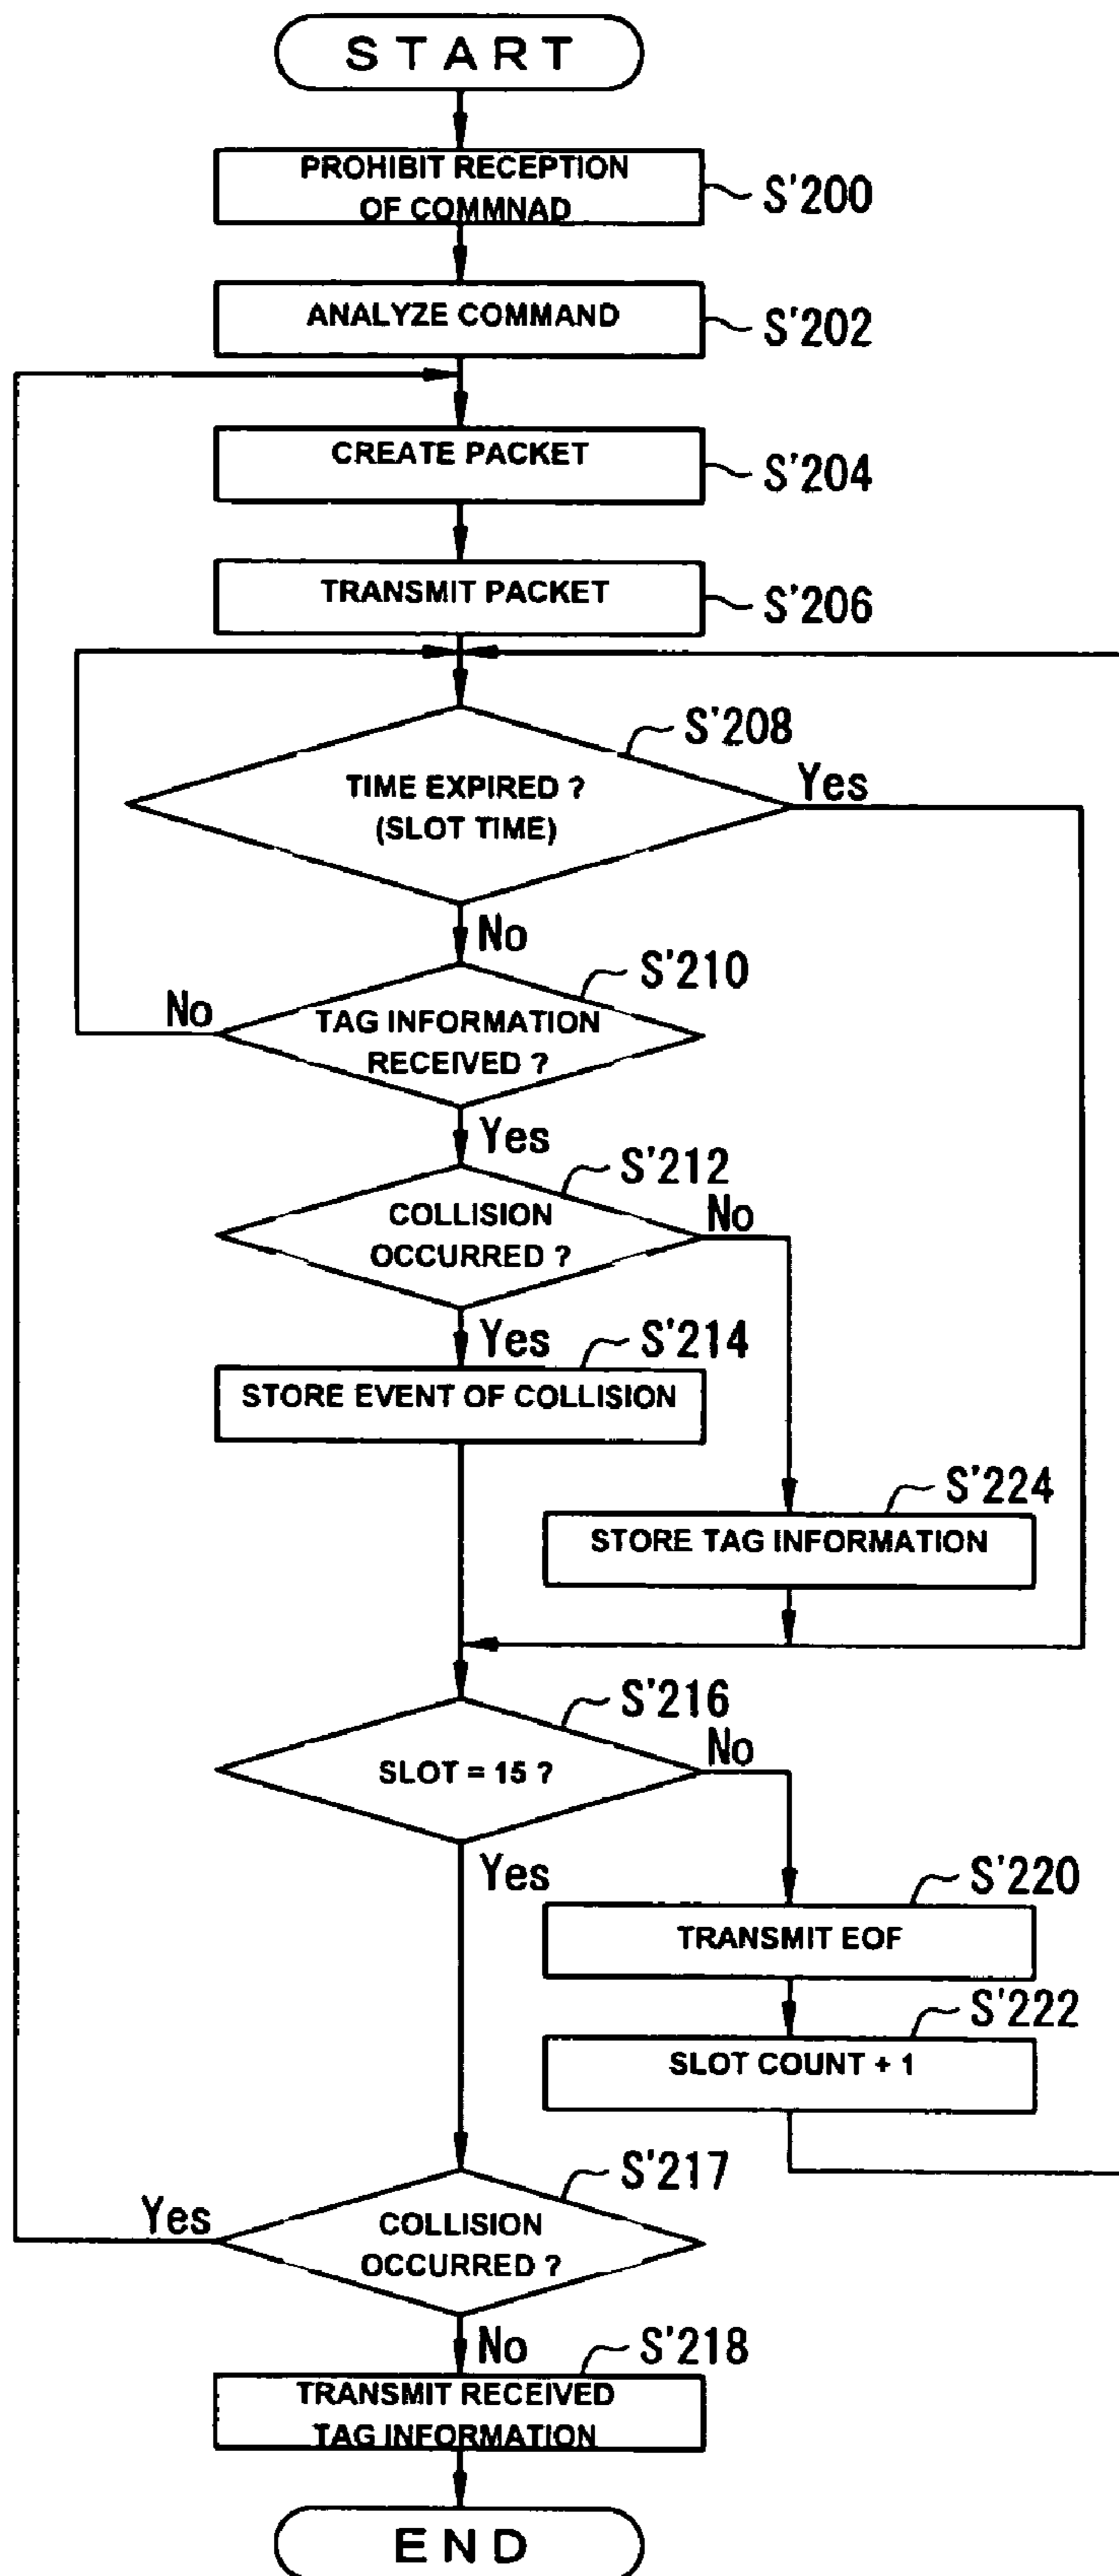 START
PROHIBIT RECEPTION
OF COMMNAD
S'200
ANALYZE COMMAND
S'202
CREATE PACKET
S'204
TRANSMIT PACKET
S'206
S'208
TIME EXPIRED ?
(SLOT TIME)
Yes
No
S'210
TAG INFORMATION
RECEIVED ?
No
Yes
S'212
COLLISION
OCCURRED ?
No
Yes
S'214
STORE EVENT OF COLLISION
S'224
STORE TAG INFORMATION
S'216
SLOT = 15 ?
No
Yes
S'220
TRANSMIT EOF
S'222
SLOT COUNT + 1
S'217
COLLISION
OCCURRED ?
Yes
No
S'218
TRANSMIT RECEIVED
TAG INFORMATION
END